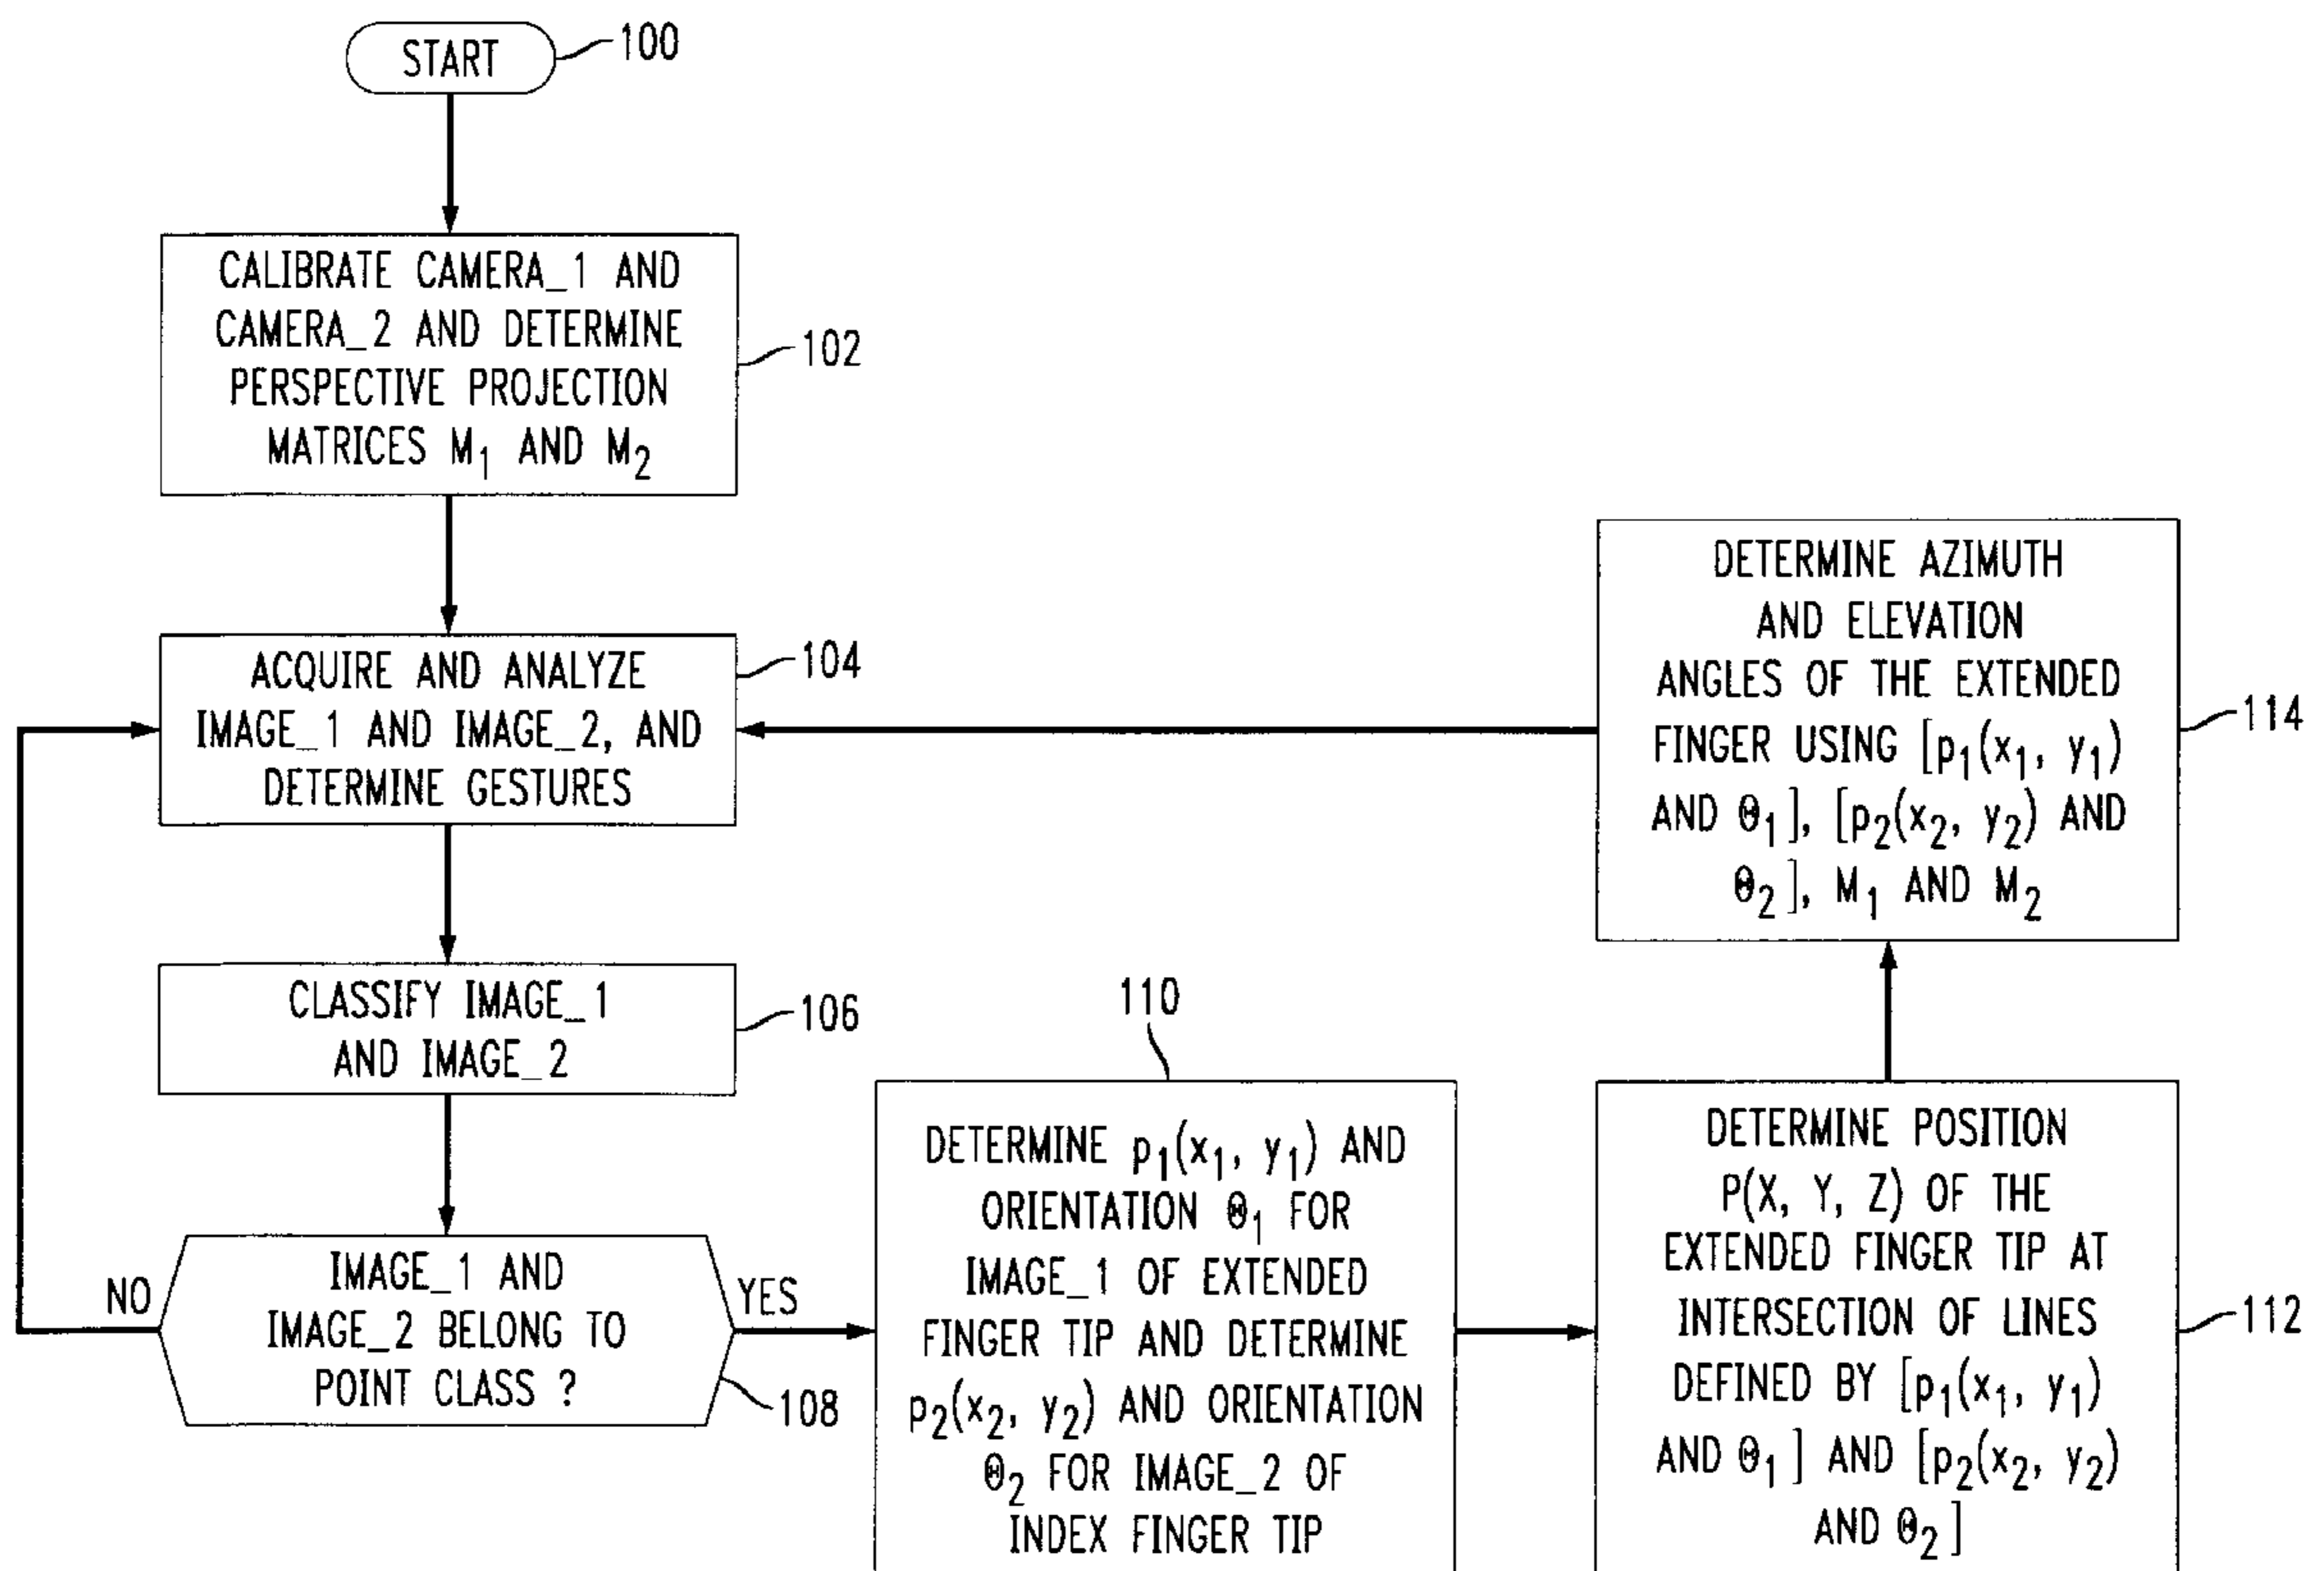 START
100
CALIBRATE CAMERA_1 AND
CAMERA_2 AND DETERMINE
PERSPECTIVE PROJECTION
MATRICES M₁ AND M₂
102
ACQUIRE AND ANALYZE
IMAGE_1 AND IMAGE_2, AND
DETERMINE GESTURES
104
CLASSIFY IMAGE_1
AND IMAGE_2
106
IMAGE_1 AND
IMAGE_2 BELONG TO
POINT CLASS ?
108
NO
YES
110
DETERMINE p₁(x₁, y₁) AND
ORIENTATION Θ₁ FOR
IMAGE_1 OF EXTENDED
FINGER TIP AND DETERMINE
p₂(x₂, y₂) AND ORIENTATION
Θ₂ FOR IMAGE_2 OF
INDEX FINGER TIP
DETERMINE POSITION
P(X, Y, Z) OF THE
EXTENDED FINGER TIP AT
INTERSECTION OF LINES
DEFINED BY [p₁(x₁, y₁)
AND Θ₁] AND [p₂(x₂, y₂)
AND Θ₂]
112
DETERMINE AZIMUTH
AND ELEVATION
ANGLES OF THE EXTENDED
FINGER USING [p₁(x₁, y₁)
AND Θ₁], [p₂(x₂, y₂) AND
Θ₂], M₁ AND M₂
114